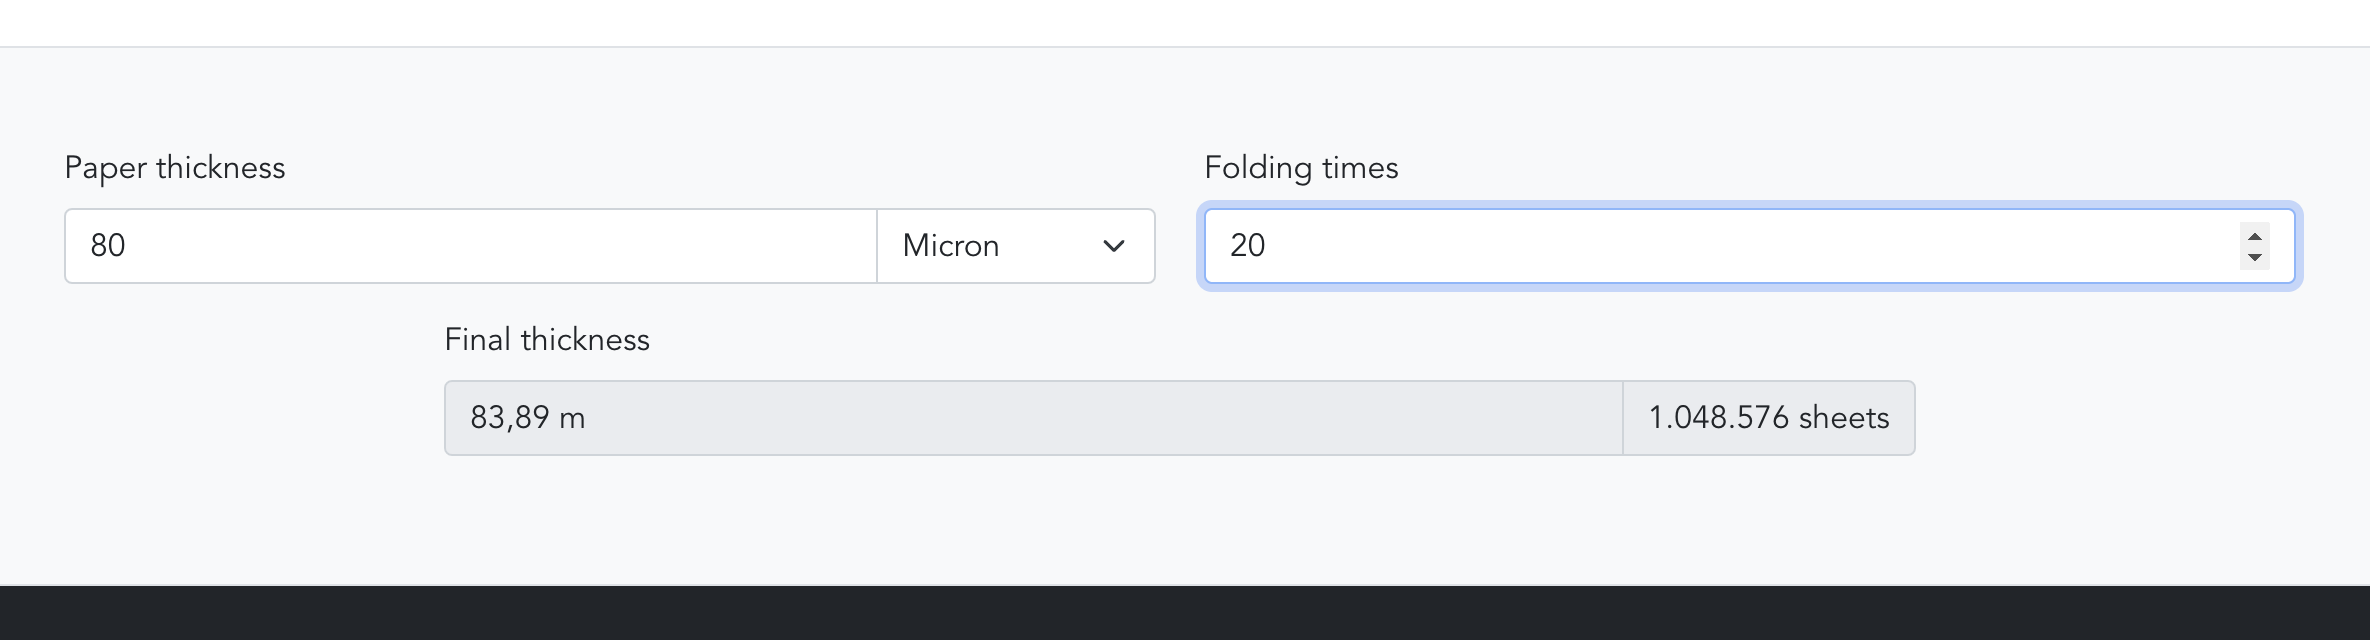 Paper thickness
Folding times
80
Micron
20
Final thickness
83,89 m
1.048.576 sheets